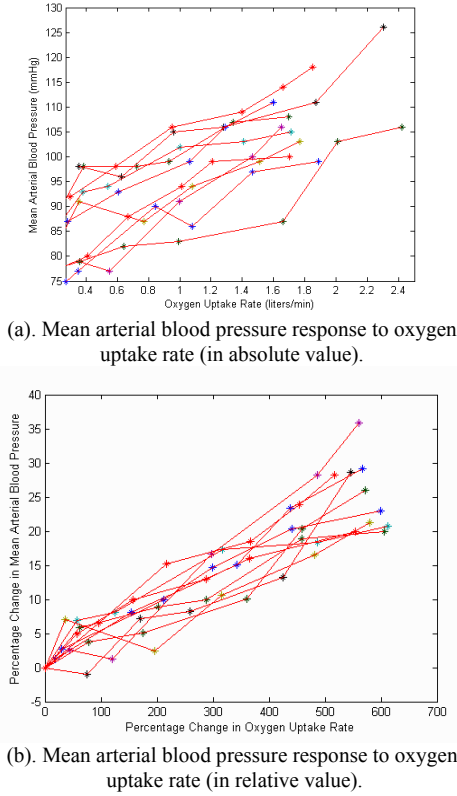 130
125
120
115
110
105
100
95
90
85
80
75
Mean Arterial Blood Pressure (mmHg)
0.4 0.6 0.8 1 1.2 1.4 1.6 1.8 2 2.2 2.4
Oxygen Uptake Rate (liters/min)
(a). Mean arterial blood pressure response to oxygen
uptake rate (in absolute value).
40
35
30
25
20
15
10
5
0
-5
Percentage Change in Mean Arterial Blood Pressure
0 100 200 300 400 500 600 700
Percentage Change in Oxygen Uptake Rate
(b). Mean arterial blood pressure response to oxygen
uptake rate (in relative value).